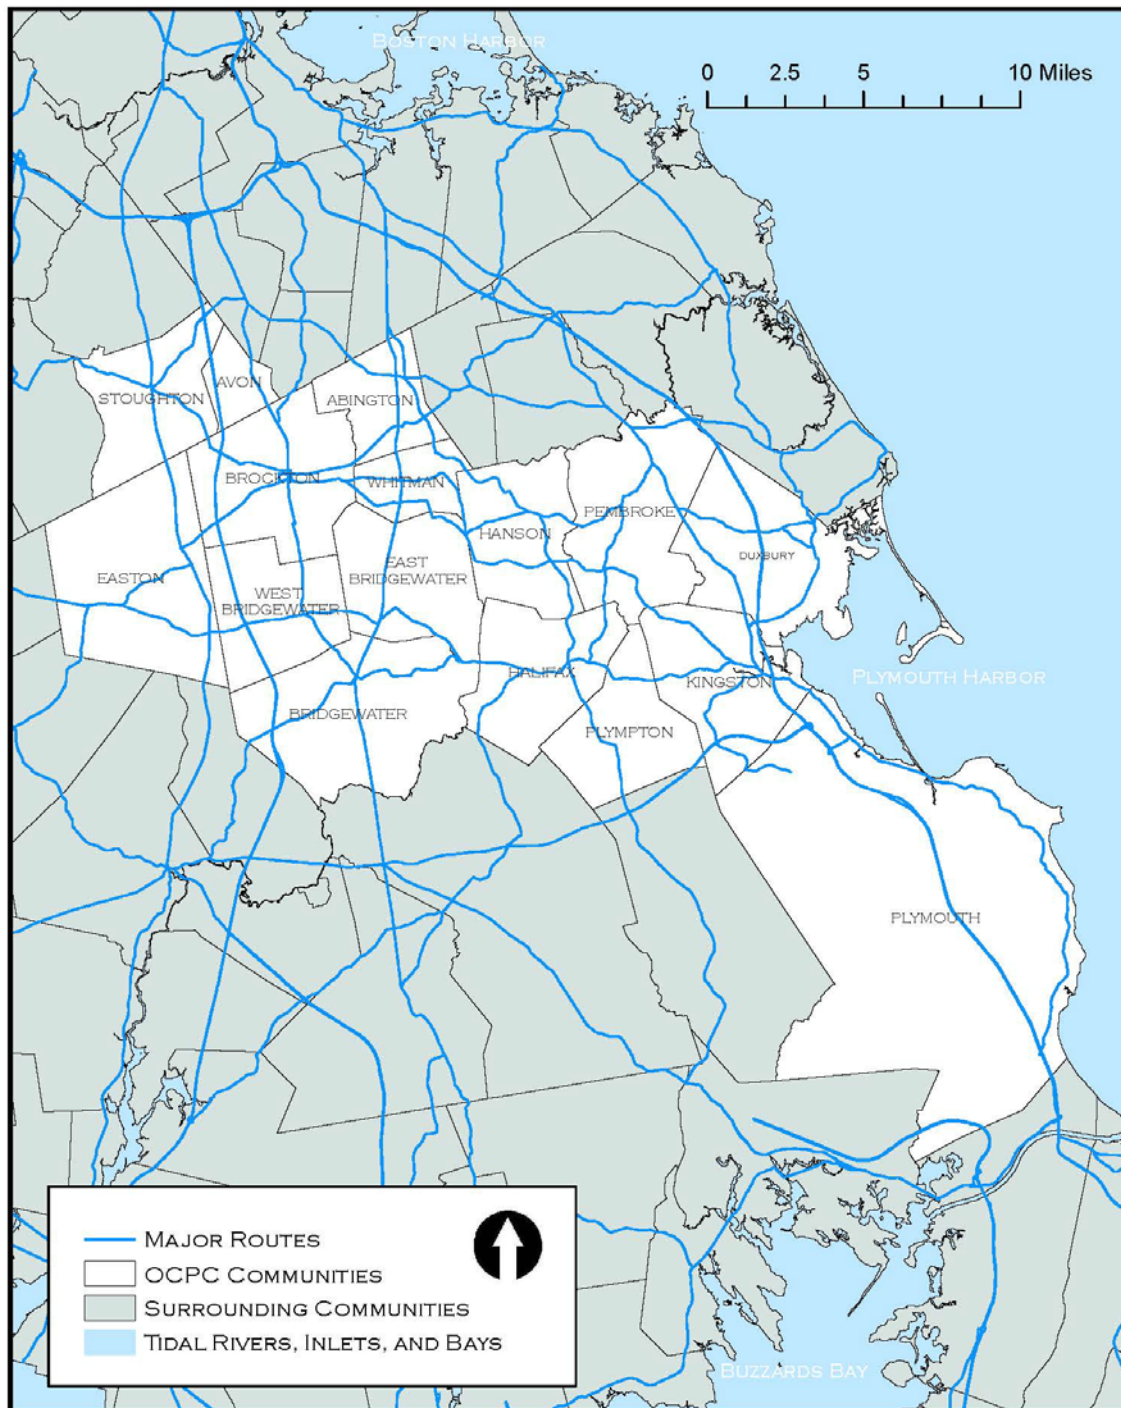 BOSTON HARBOR
0 2.5 5 10 Miles
AVON
STOUGHTON
ABINGTON
BROCKTON
WHITMAN
PEMBROKE
HANSON
DUXBURY
EAST
BRIDGEWATER
EASTON
WEST
BRIDGEWATER
HALIFAX
KINGSTON
PLYMOUTH HARBOR
BRIDGEWATER
PLYMPTON
PLYMOUTH
MAJOR ROUTES
OCPC COMMUNITIES
SURROUNDING COMMUNITIES
TIDAL RIVERS, INLETS, AND BAYS
BUZZARDS BAY